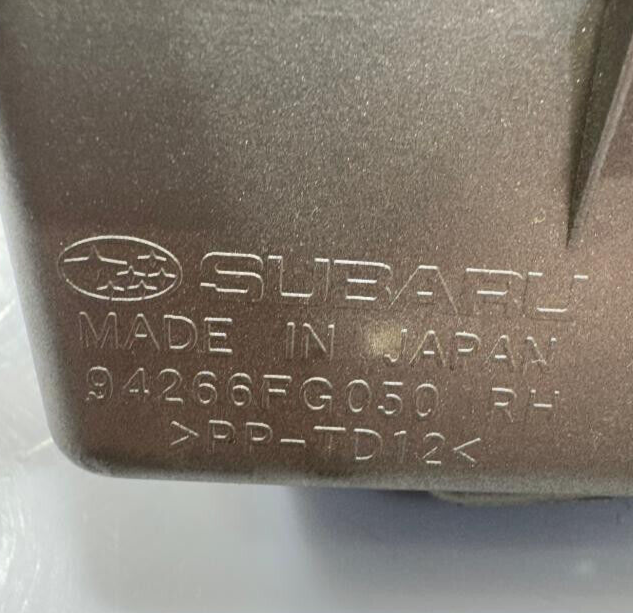 SUBARU
MADE IN JAPAN
94266FG050 RH
>PP-TD12<